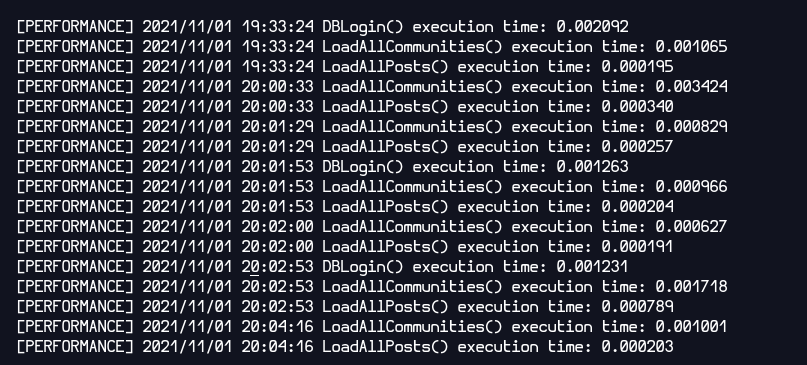 [PERFORMANCE] 2021/11/01 19:33:24 DBLogin() execution time: 0.002092
[PERFORMANCE] 2021/11/01 19:33:24 LoadAllCommunities() execution time: 0.001065
[PERFORMANCE] 2021/11/01 19:33:24 LoadAllPosts() execution time: 0.000195
[PERFORMANCE] 2021/11/01 20:00:33 LoadAllCommunities() execution time: 0.003424
[PERFORMANCE] 2021/11/01 20:00:33 LoadAllPosts() execution time: 0.000340
[PERFORMANCE] 2021/11/01 20:01:29 LoadAllCommunities() execution time: 0.000829
[PERFORMANCE] 2021/11/01 20:01:29 LoadAllPosts() execution time: 0.000257
[PERFORMANCE] 2021/11/01 20:01:53 DBLogin() execution time: 0.001263
[PERFORMANCE] 2021/11/01 20:01:53 LoadAllCommunities() execution time: 0.000966
[PERFORMANCE] 2021/11/01 20:01:53 LoadAllPosts() execution time: 0.000204
[PERFORMANCE] 2021/11/01 20:02:00 LoadAllCommunities() execution time: 0.000627
[PERFORMANCE] 2021/11/01 20:02:00 LoadAllPosts() execution time: 0.000191
[PERFORMANCE] 2021/11/01 20:02:53 DBLogin() execution time: 0.001231
[PERFORMANCE] 2021/11/01 20:02:53 LoadAllCommunities() execution time: 0.001718
[PERFORMANCE] 2021/11/01 20:02:53 LoadAllPosts() execution time: 0.000789
[PERFORMANCE] 2021/11/01 20:04:16 LoadAllCommunities() execution time: 0.001001
[PERFORMANCE] 2021/11/01 20:04:16 LoadAllPosts() execution time: 0.000203